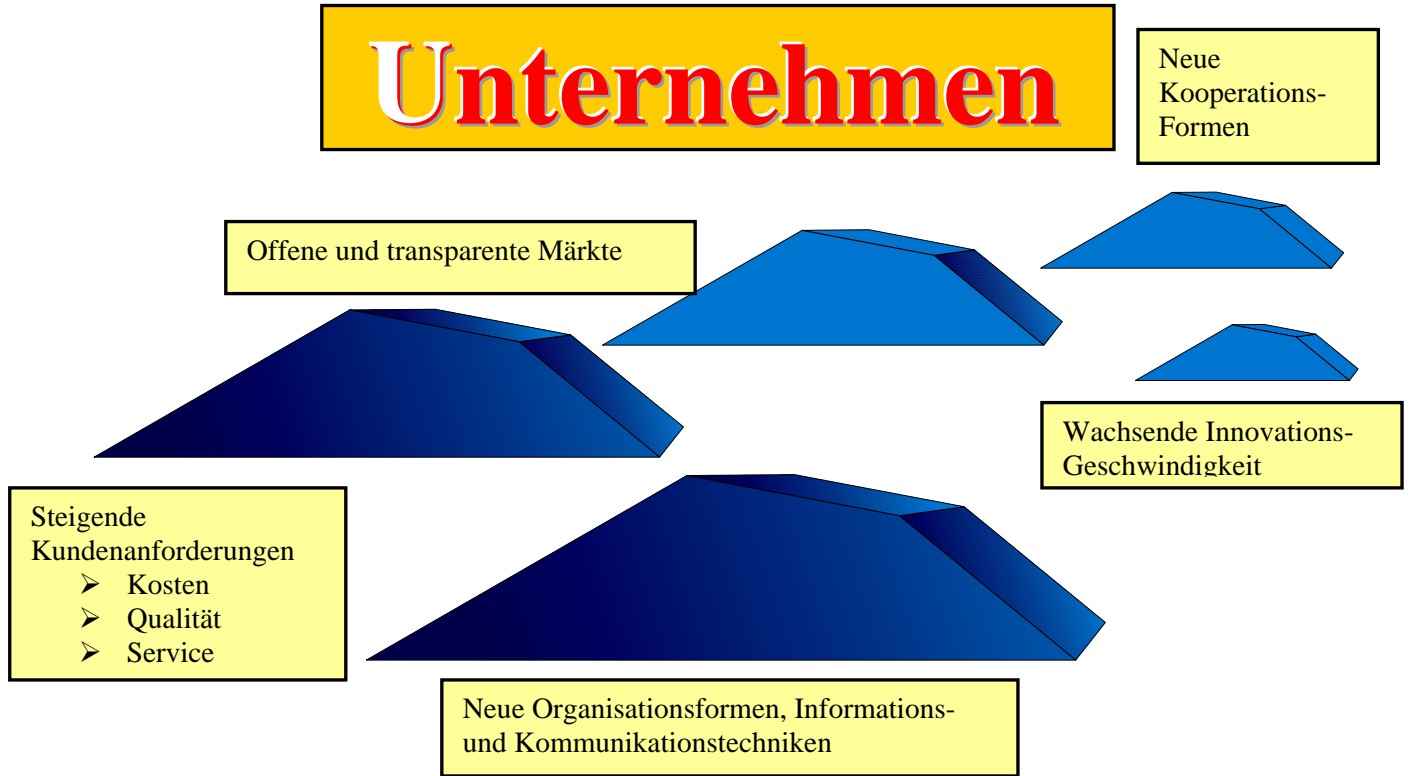 Unternehmen
Neue
Kooperations-
Formen
Offene und transparente Märkte
Wachsende Innovations-
Geschwindigkeit
Steigende
Kundenanforderungen
➢ Kosten
➢ Qualität
➢ Service
Neue Organisationsformen, Informations-
und Kommunikationstechniken